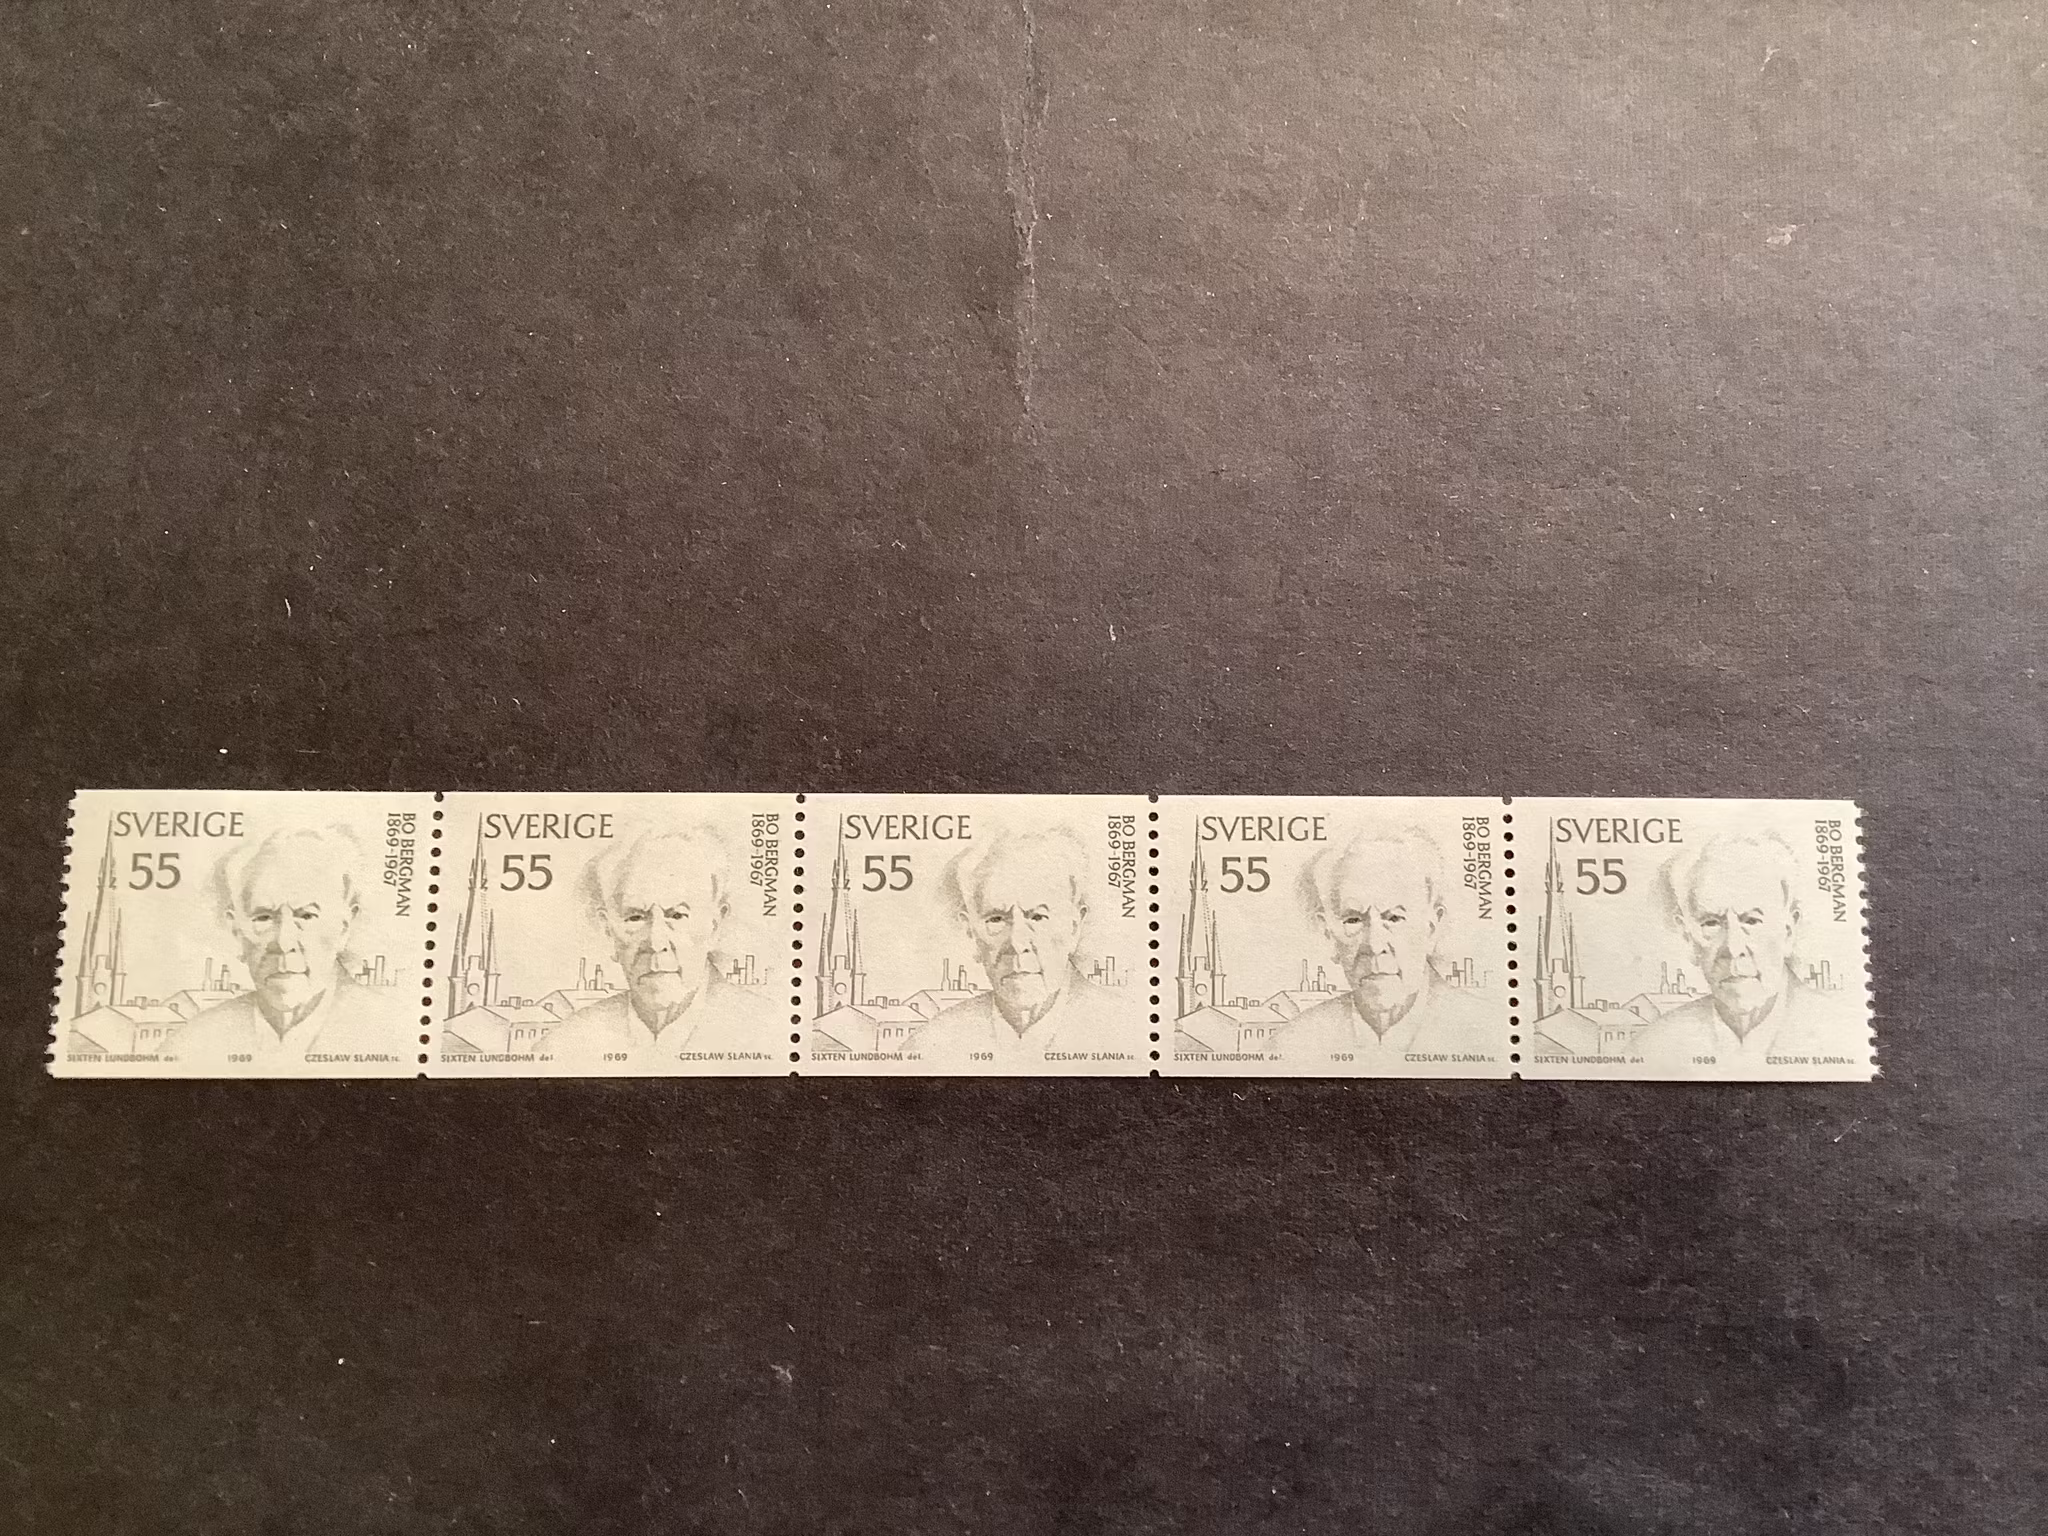 SVERIGE
55
BO BERGMAN
1869-1967
SIXTEN LUNDBOHM del. 1969 CZESLAW SLANIA sc.
SVERIGE
55
BO BERGMAN
1869-1967
SIXTEN LUNDBOHM del. 1969 CZESLAW SLANIA sc.
SVERIGE
55
BO BERGMAN
1869-1967
SIXTEN LUNDBOHM del. 1969 CZESLAW SLANIA sc.
SVERIGE
55
BO BERGMAN
1869-1967
SIXTEN LUNDBOHM del. 1969 CZESLAW SLANIA sc.
SVERIGE
55
BO BERGMAN
1869-1967
SIXTEN LUNDBOHM del. 1969 CZESLAW SLANIA sc.